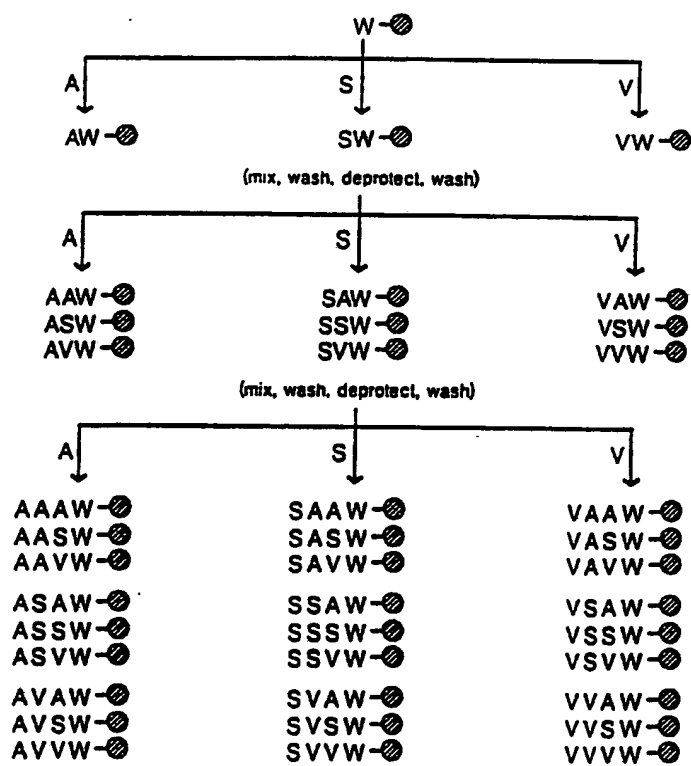 W
A S V
AW SW VW
(mix, wash, deprotect, wash)
A S V
AAW SAW VAW
ASW SSW VSW
AVW SVW VVW
(mix, wash, deprotect, wash)
A S V
AAAW SAAW VAAW
AASW SASW VASW
AAVW SAVW VAVW
ASAW SSAW VSAW
ASSW SSSW VSSW
ASVW SSVW VSVW
AVAW SVAW VVAW
AVSW SVSW VVSW
AVVW SVVW VVVW